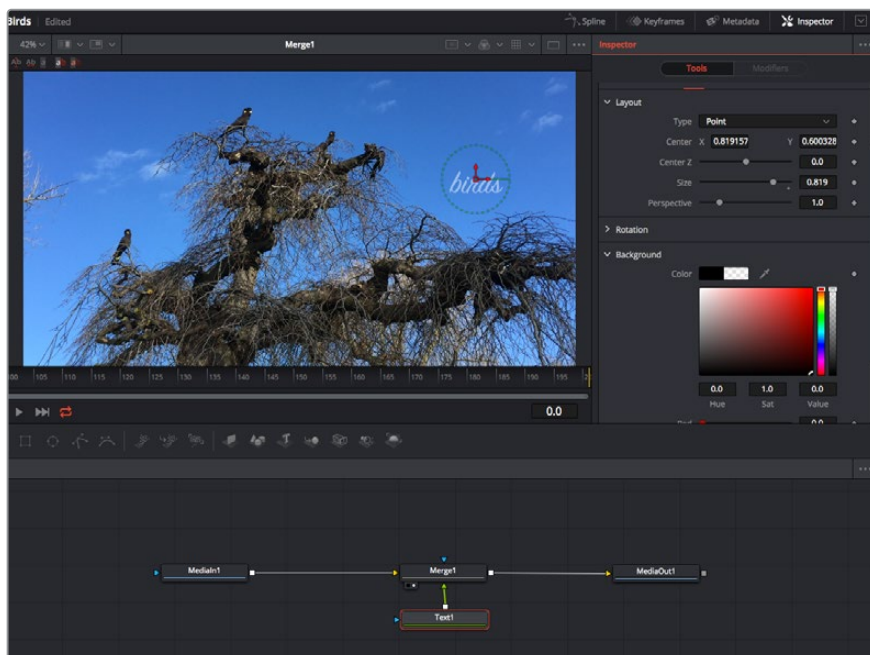 Birds Edited Spline Keyframes Metadata Inspector
42% Merge1 Inspector
Tools Modifiers
Layout
Type Point
Center X 0.819157 Y 0.600328
Center Z 0.0
Size 0.819
Perspective 1.0
Rotation
Background
Color
birds
105 110 115 120 125 130 135 140 145 150 155 160 165 170 175 180 185 190 195
0.0 1.0 0.0
Hue Sat Value
0.0
MediaIn1 Merge1 MediaOut1
Text1